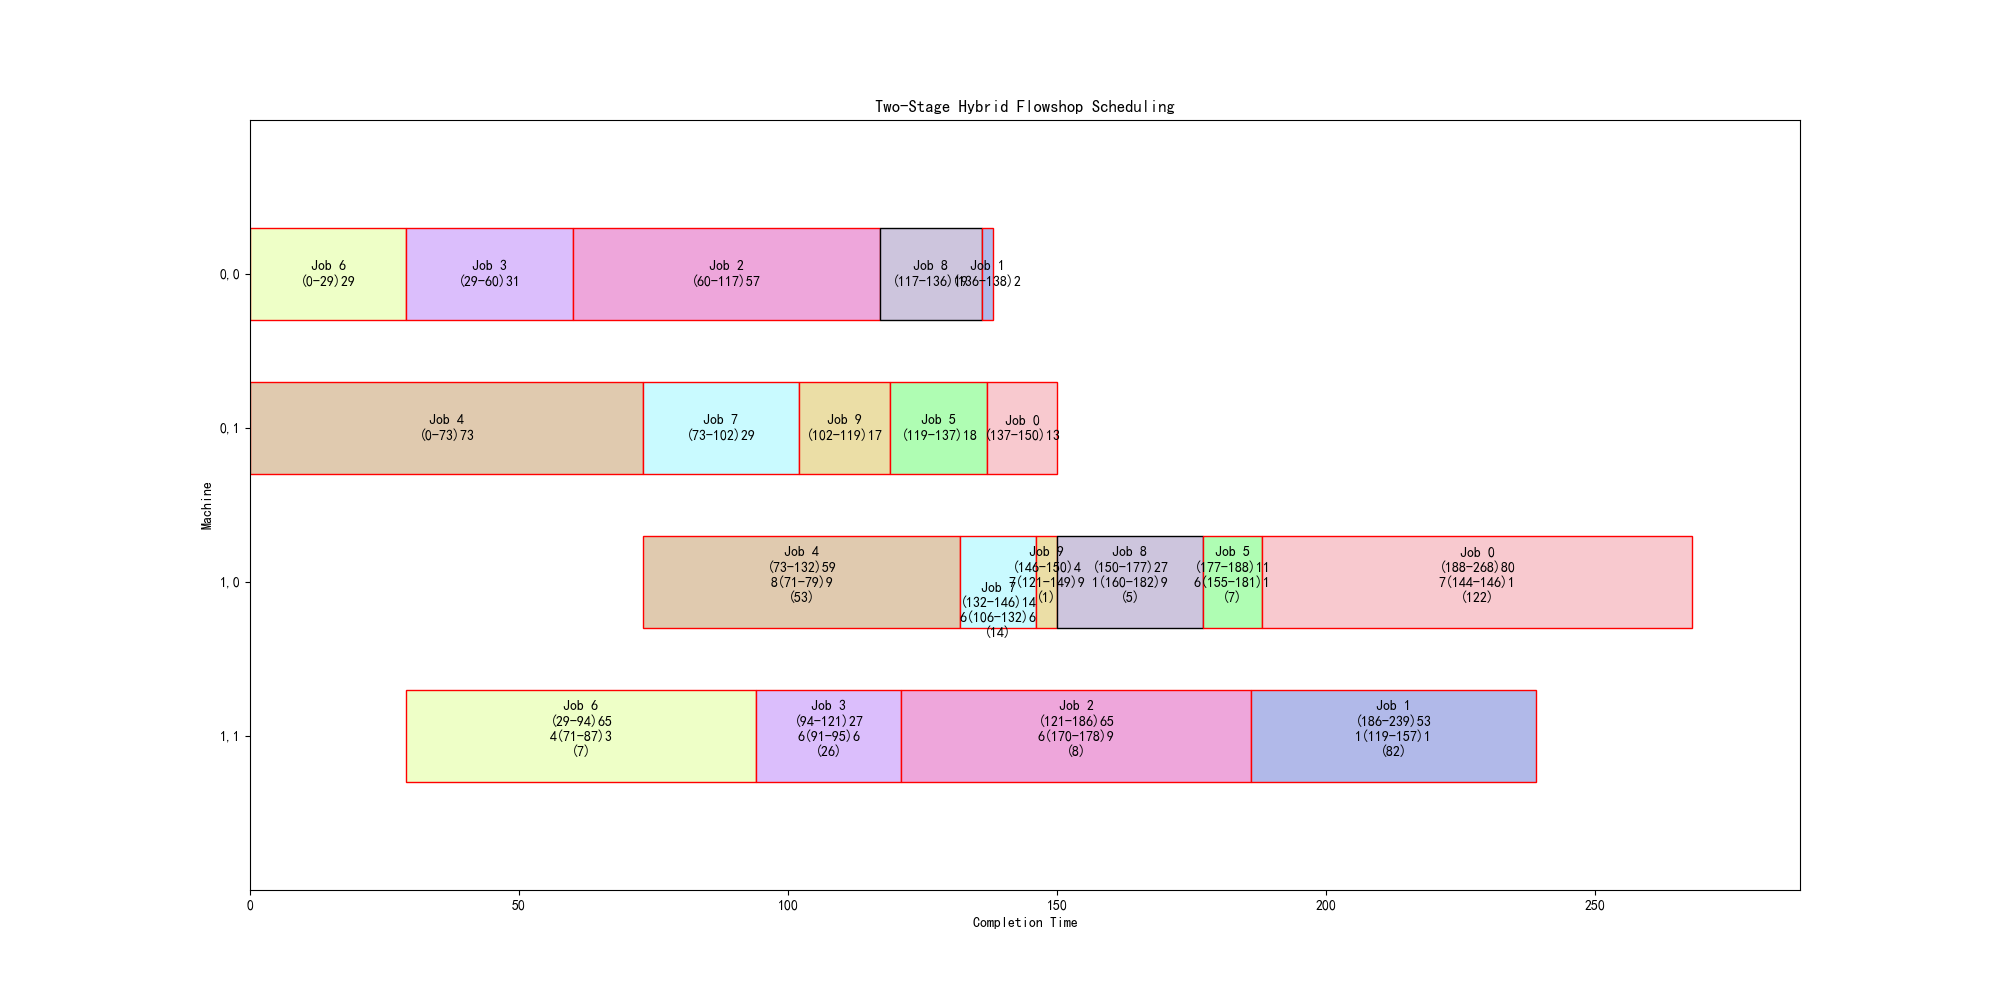 Two-Stage Hybrid Flowshop Scheduling
0,0
Job 6
(0-29)29
Job 3
(29-60)31
Job 2
(60-117)57
Job 8
(117-136)19
Job 1
(136-138)2
0,1
Job 4
(0-73)73
Job 7
(73-102)29
Job 9
(102-119)17
Job 5
(119-137)18
Job 0
(137-150)13
Machine
1,0
Job 4
(73-132)59
8(71-79)9
(53)
Job 7
(132-146)14
6(106-132)6
(14)
Job 9
(146-150)4
7(121-149)9
(1)
Job 8
(150-177)27
1(160-182)9
(5)
Job 5
(177-188)11
6(155-181)1
(7)
Job 0
(188-268)80
7(144-146)1
(122)
1,1
Job 6
(29-94)65
4(71-87)3
(7)
Job 3
(94-121)27
6(91-95)6
(26)
Job 2
(121-186)65
6(170-178)9
(8)
Job 1
(186-239)53
1(119-157)1
(82)
0 50 100 150 200 250
Completion Time